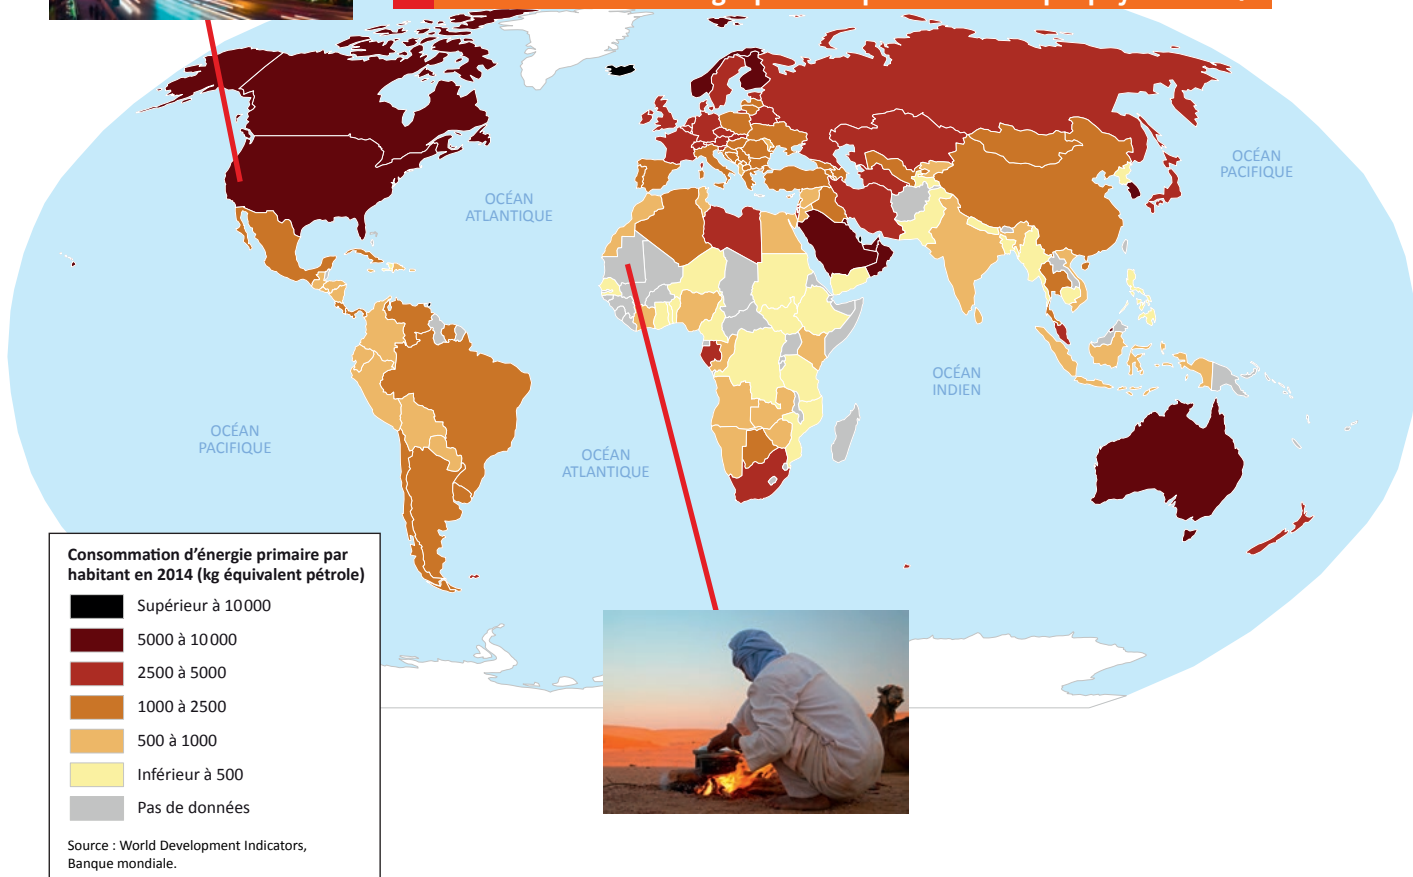 OCÉAN
PACIFIQUE
OCÉAN
ATLANTIQUE
OCÉAN
INDIEN
OCÉAN
PACIFIQUE
OCÉAN
ATLANTIQUE
Consommation d’énergie primaire par
habitant en 2014 (kg équivalent pétrole)
Supérieur à 10 000
5000 à 10 000
2500 à 5000
1000 à 2500
500 à 1000
Inférieur à 500
Pas de données
Source : World Development Indicators,
Banque mondiale.